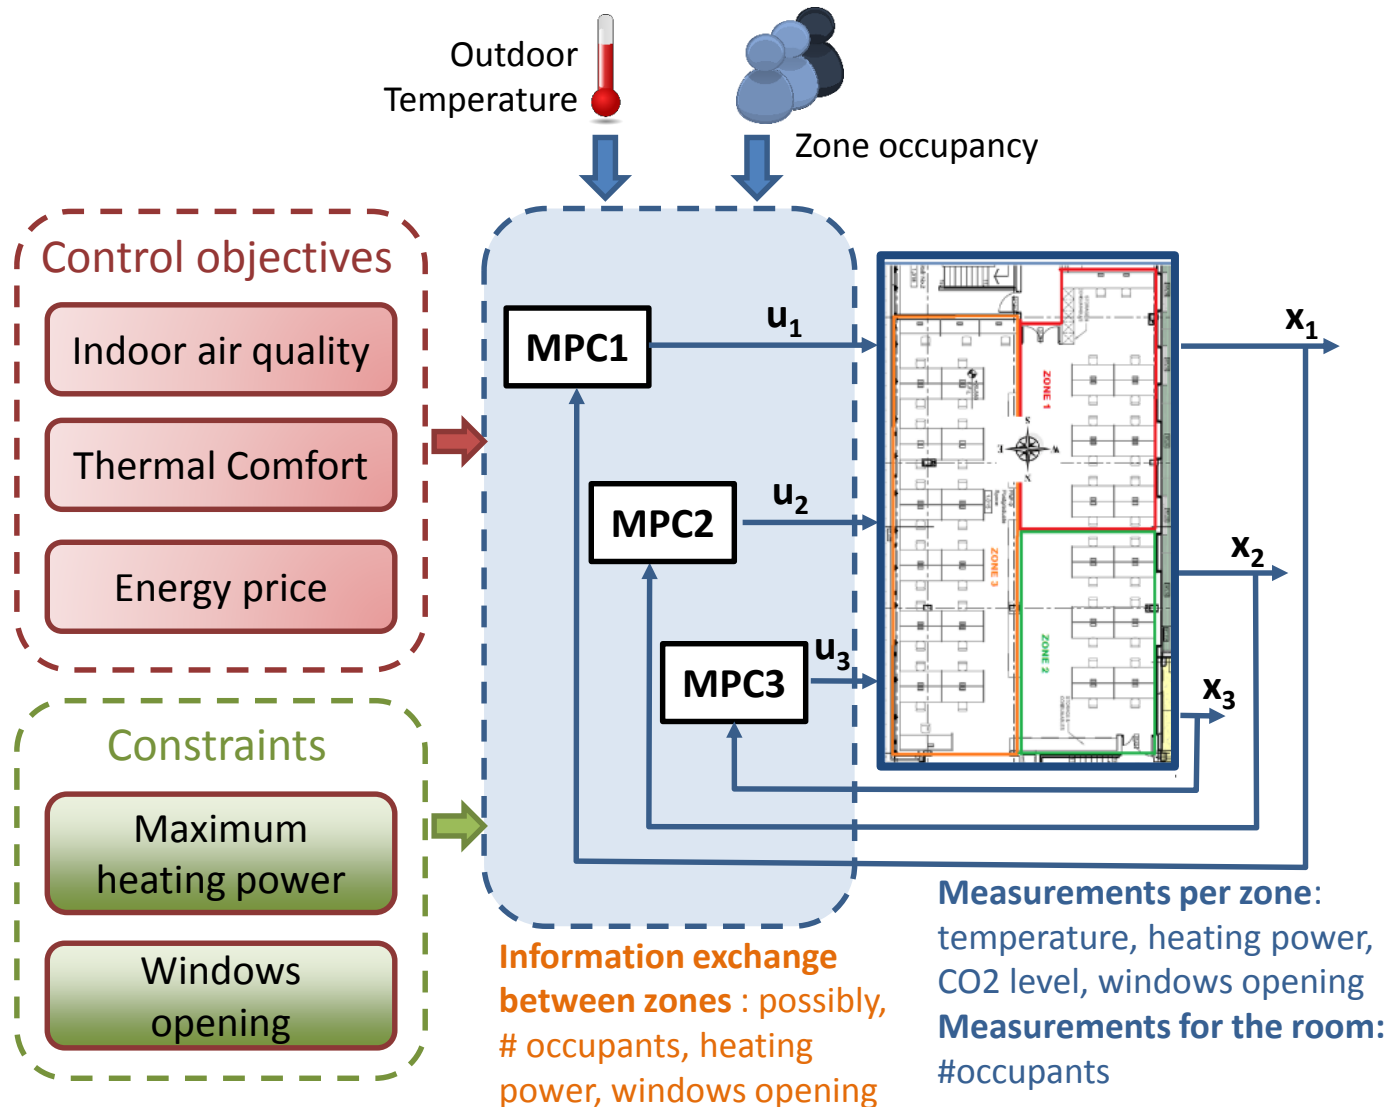 Outdoor
Temperature
Zone occupancy
Control objectives
Indoor air quality
Thermal Comfort
Energy price
Constraints
Maximum
heating power
Windows
opening
MPC1
MPC2
MPC3
u1
u2
u3
x1
x2
x3
ZONE 1
ZONE 2
ZONE 3
S
E
W
N
Information exchange
between zones : possibly,
# occupants, heating
power, windows opening
Measurements per zone:
temperature, heating power,
CO2 level, windows opening
Measurements for the room:
#occupants